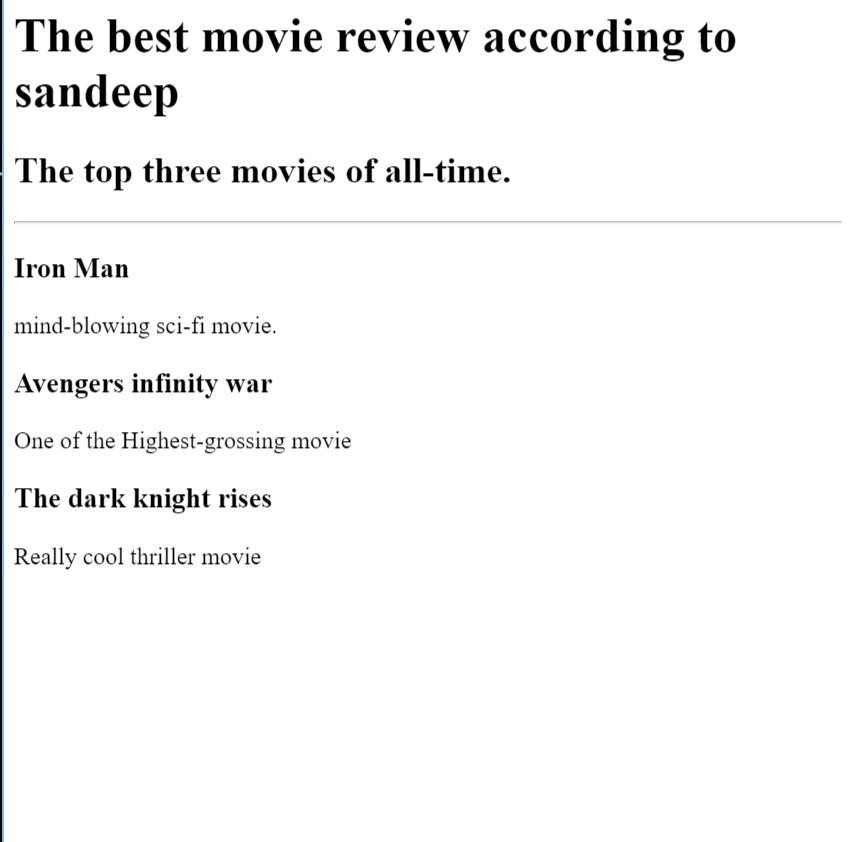 The best movie review according to
sandeep
The top three movies of all-time.
Iron Man
mind-blowing sci-fi movie.
Avengers infinity war
One of the Highest-grossing movie
The dark knight rises
Really cool thriller movie